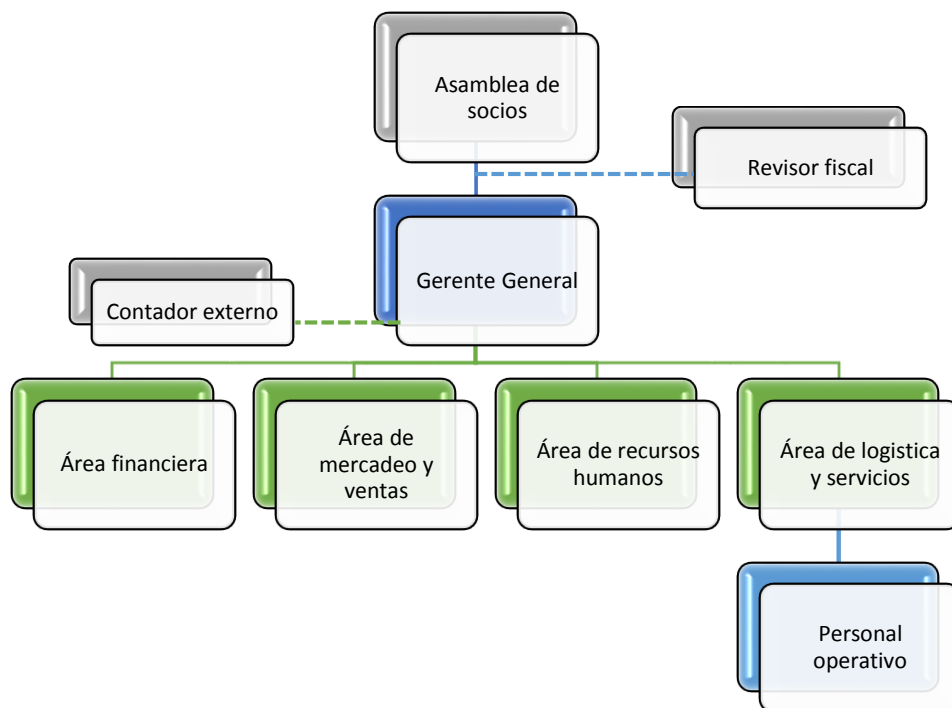 Asamblea de
socios
Revisor fiscal
Gerente General
Contador externo
Área financiera
Área de
mercadeo y
ventas
Área de recursos
humanos
Área de logistica
y servicios
Personal
operativo